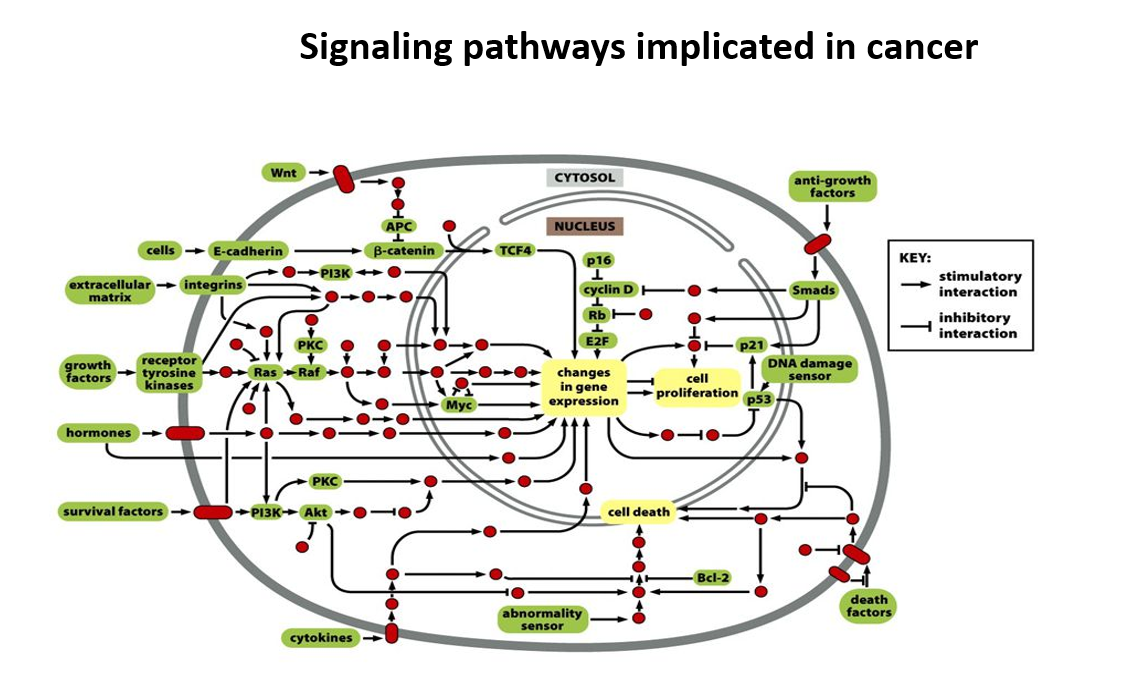 Signaling pathways implicated in cancer
Wnt
CYTOSOL
anti-growth
factors
APC
NUCLEUS
cells
E-cadherin
β-catenin
TCF4
p16
KEY:
stimulatory
interaction
inhibitory
interaction
extracellular
matrix
integrins
PI3K
cyclin D
Smads
Rb
E2F
p21
PKC
growth
factors
receptor
tyrosine
kinases
Ras
Raf
changes
in gene
expression
cell
proliferation
DNA damage
sensor
p53
Myc
hormones
PKC
survival factors
PI3K
Akt
cell death
Bcl-2
abnormality
sensor
death
factors
cytokines